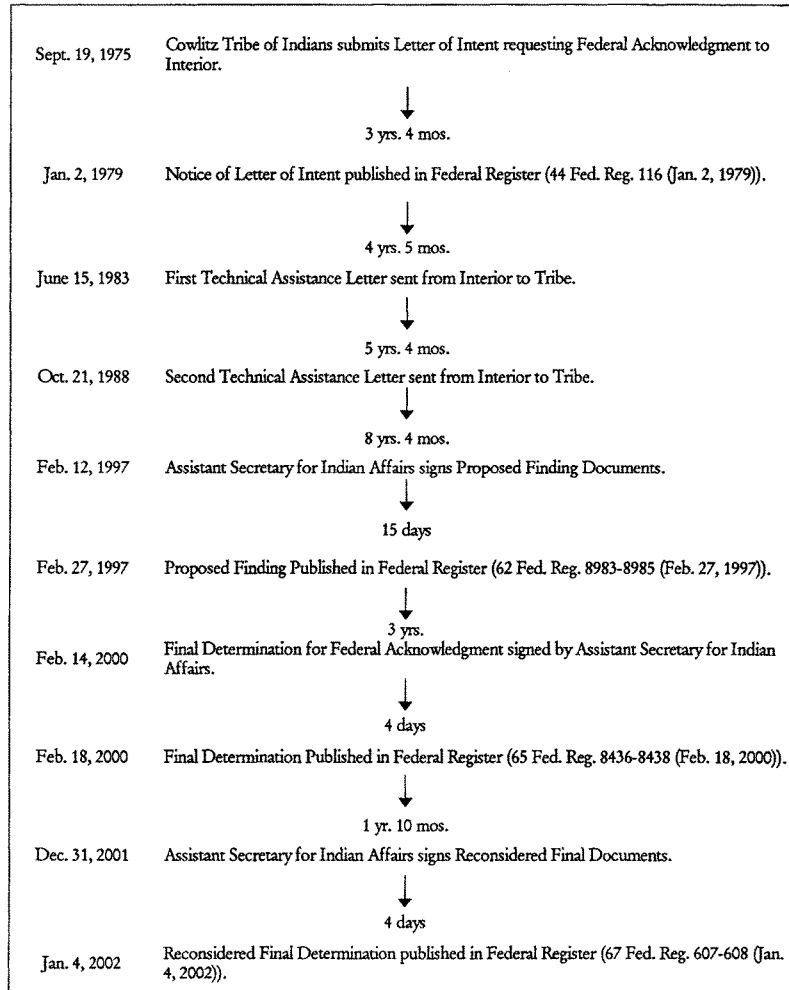 Sept. 19, 1975 Cowlitz Tribe of Indians submits Letter of Intent requesting Federal Acknowledgment to
Interior.
3 yrs. 4 mos.
Jan. 2, 1979 Notice of Letter of Intent published in Federal Register (44 Fed. Reg. 116 (Jan. 2, 1979)).
4 yrs. 5 mos.
June 15, 1983 First Technical Assistance Letter sent from Interior to Tribe.
5 yrs. 4 mos.
Oct. 21, 1988 Second Technical Assistance Letter sent from Interior to Tribe.
8 yrs. 4 mos.
Feb. 12, 1997 Assistant Secretary for Indian Affairs signs Proposed Finding Documents.
15 days
Feb. 27, 1997 Proposed Finding Published in Federal Register (62 Fed. Reg. 8983-8985 (Feb. 27, 1997)).
3 yrs.
Feb. 14, 2000 Final Determination for Federal Acknowledgment signed by Assistant Secretary for Indian
Affairs.
4 days
Feb. 18, 2000 Final Determination Published in Federal Register (65 Fed. Reg. 8436-8438 (Feb. 18, 2000)).
1 yr. 10 mos.
Dec. 31, 2001 Assistant Secretary for Indian Affairs signs Reconsidered Final Documents.
4 days
Jan. 4, 2002 Reconsidered Final Determination published in Federal Register (67 Fed. Reg. 607-608 (Jan.
4, 2002)).